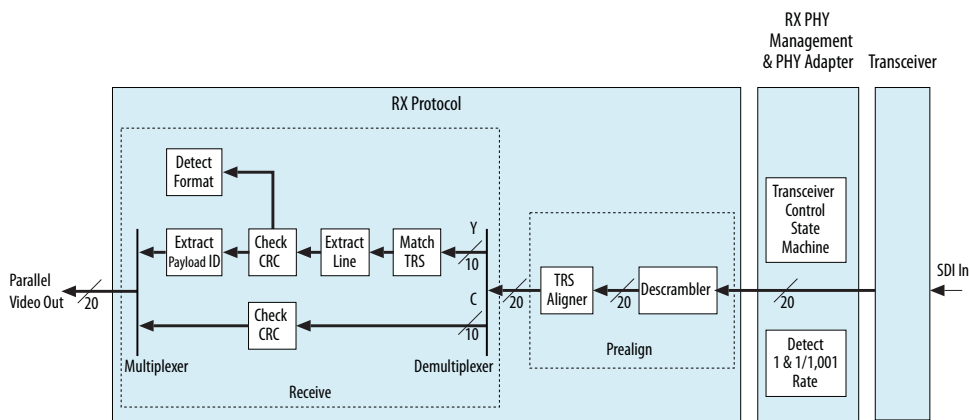 RX PHY
Management
& PHY Adapter
Transceiver
RX Protocol
Detect
Format
Transceiver
Control
State
Machine
Y
Extract
Payload ID
Check
CRC
Extract
Line
Match
TRS
10
Parallel
Video Out
20
TRS
Aligner
Descrambler
20
20
20
SDI In
C
Check
CRC
10
Multiplexer
Demultiplexer
Prealign
Detect
1 & 1/1,001
Rate
Receive